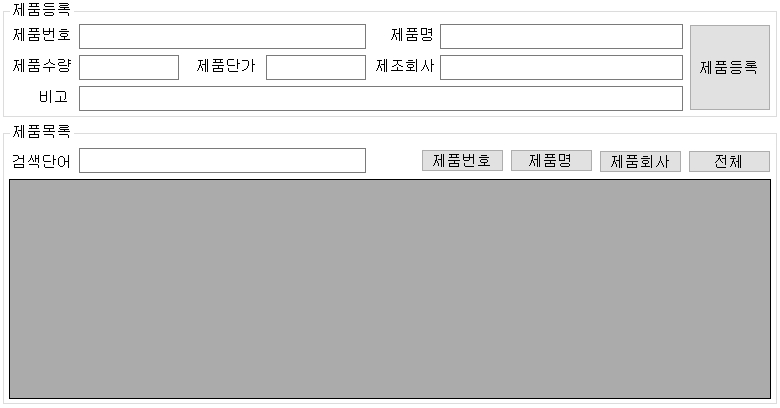 제품등록
제품번호 제품명
제품수량 제품단가 제조회사 제품등록
비고
제품목록
검색단어 제품번호 제품명 제품회사 전체